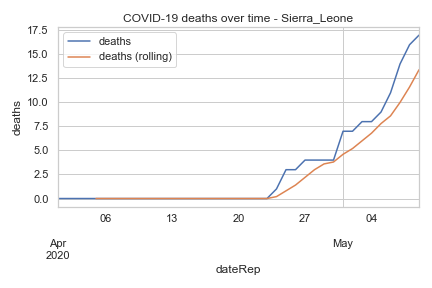 COVID-19 deaths over time - Sierra_Leone
17.5
15.0
12.5
10.0
7.5
5.0
2.5
0.0
deaths
deaths
deaths (rolling)
06 13 20 27 04
Apr May
2020
dateRep